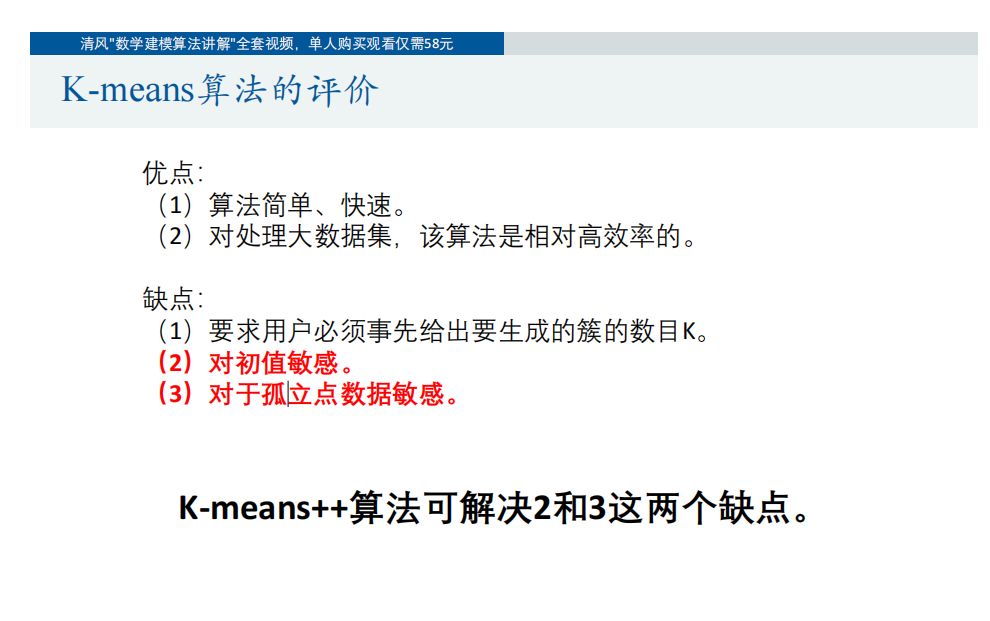 清风"数学建模算法讲解"全套视频，单人购买观看仅需58元
K-means算法的评价
优点：
（1）算法简单、快速。
（2）对处理大数据集，该算法是相对高效率的。
缺点：
（1）要求用户必须事先给出要生成的簇的数目K。
（2）对初值敏感。
（3）对于孤立点数据敏感。
K-means++算法可解决2和3这两个缺点。